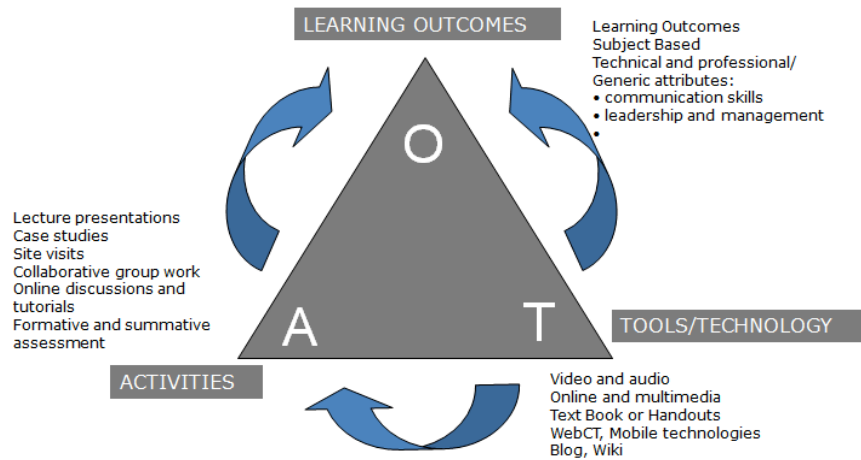 LEARNING OUTCOMES
Learning Outcomes
Subject Based
Technical and professional/
Generic attributes:
• communication skills
• leadership and management
•
O
Lecture presentations
Case studies
Site visits
Collaborative group work
Online discussions and
tutorials
Formative and summative
assessment
A
T
TOOLS/TECHNOLOGY
ACTIVITIES
Video and audio
Online and multimedia
Text Book or Handouts
WebCT, Mobile technologies
Blog, Wiki